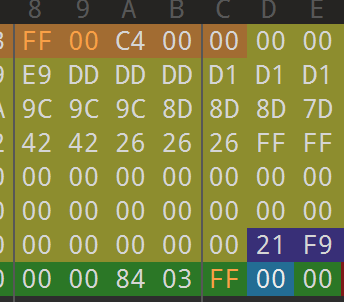 8 9 A B C D E
FF 00 C4 00 00 00 00
E9 DD DD DD D1 D1 D1
9C 9C 9C 8D 8D 8D 7D
42 42 26 26 26 FF FF
00 00 00 00 00 00 00
00 00 00 00 00 00 00
00 00 00 00 00 21 F9
00 00 84 03 FF 00 00